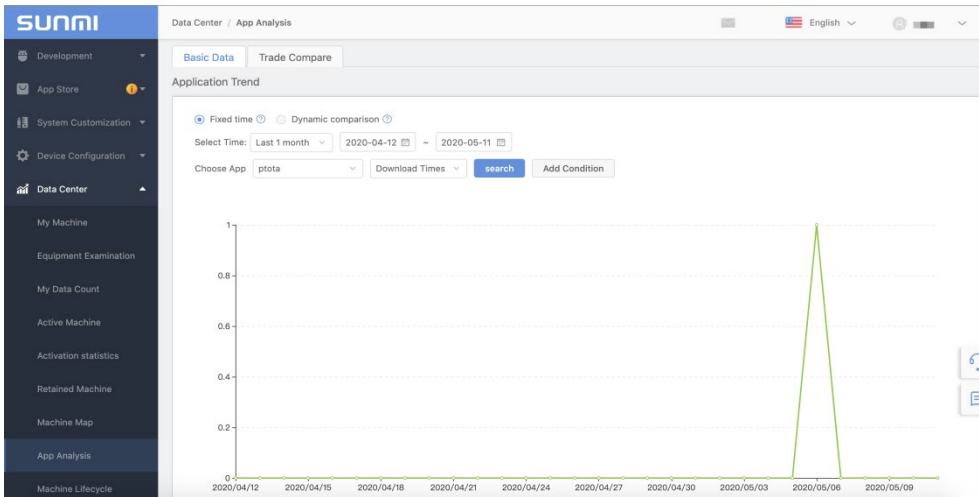 SUNMI
Data Center / App Analysis
English
Development
App Store
System Customization
Device Configuration
Data Center
My Machine
Equipment Examination
My Data Count
Active Machine
Activation statistics
Retained Machine
Machine Map
App Analysis
Machine Lifecycle
Basic Data Trade Compare
Application Trend
Fixed time ? Dynamic comparison ?
Select Time: Last 1 month 2020-04-12 ~ 2020-05-11
Choose App ptota Download Times search Add Condition
1
0.8
0.6
0.4
0.2
0
2020/04/12 2020/04/15 2020/04/18 2020/04/21 2020/04/24 2020/04/27 2020/04/30 2020/05/03 2020/05/06 2020/05/09